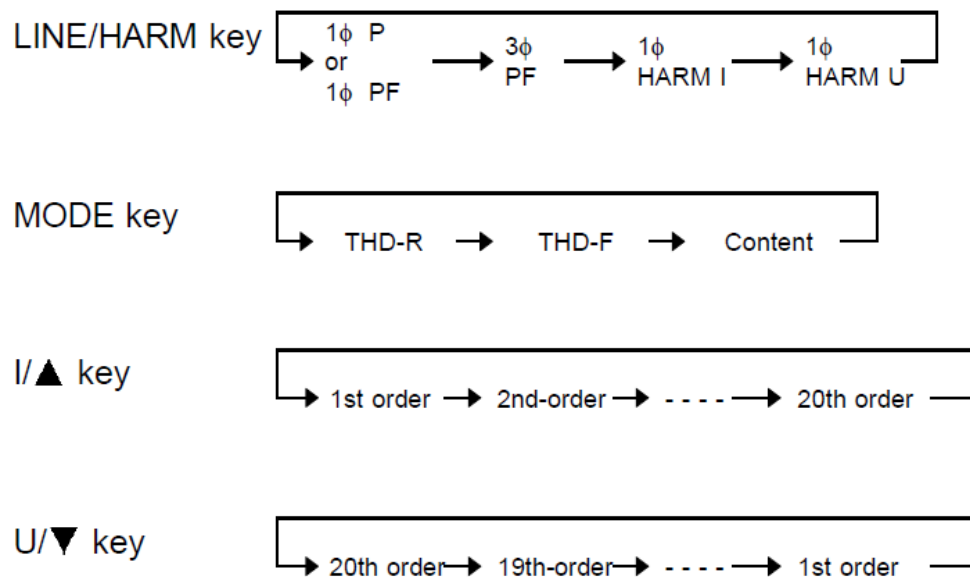 LINE/HARM key
1ϕ P
or
1ϕ PF
3ϕ
PF
1ϕ
HARM I
1ϕ
HARM U
MODE key
THD-R
THD-F
Content
I/▲ key
1st order
2nd-order
- - - -
20th order
U/▼ key
20th order
19th-order
- - - -
1st order